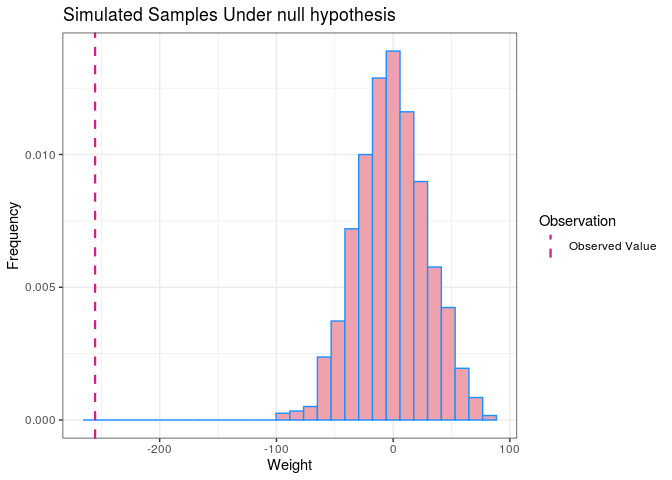 Simulated Samples Under null hypothesis
Frequency
0.010
0.005
0.000
-200
-100
0
100
Weight
Observation
Observed Value